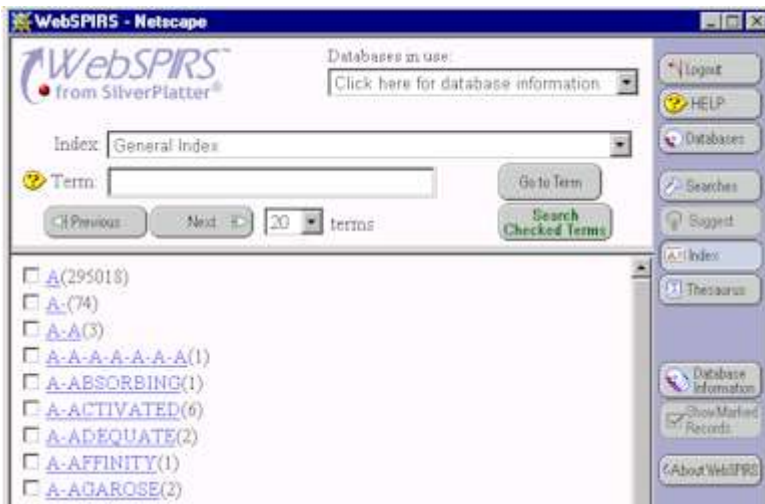 WebSPIRS - Netscape
WebSPIRS™
from SilverPlatter®
Databases in use:
Click here for database information
Index: General Index
Term:
Go to Term
Previous
Next
20
terms
Search
Checked Terms
A(295018)
A-(74)
A-A(3)
A-A-A-A-A-A-A(1)
A-ABSORBING(1)
A-ACTIVATED(6)
A-ADEQUATE(2)
A-AFFINITY(1)
A-AGAROSE(2)
Logout
HELP
Databases
Searches
Suggest
Index
Thesaurus
Database
Information
Show Marked
Records
About WebSPIRS